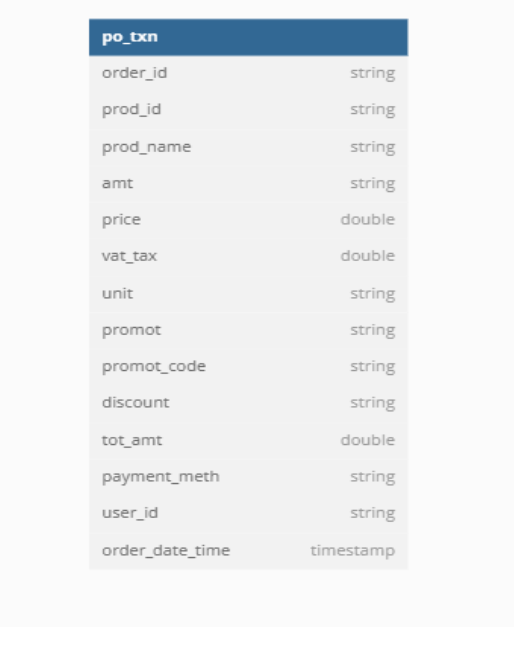 po_txn
order_id string
prod_id string
prod_name string
amt string
price double
vat_tax double
unit string
promot string
promot_code string
discount string
tot_amt double
payment_meth string
user_id string
order_date_time timestamp